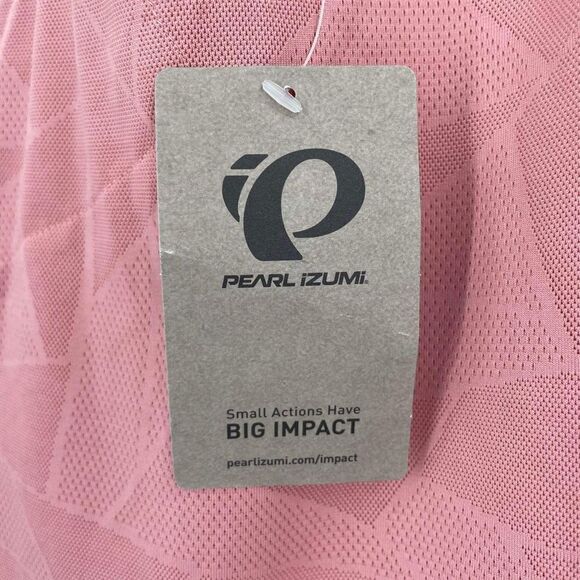 PEARL iZUMi®
Small Actions Have
BIG IMPACT
pearlizumi.com/impact